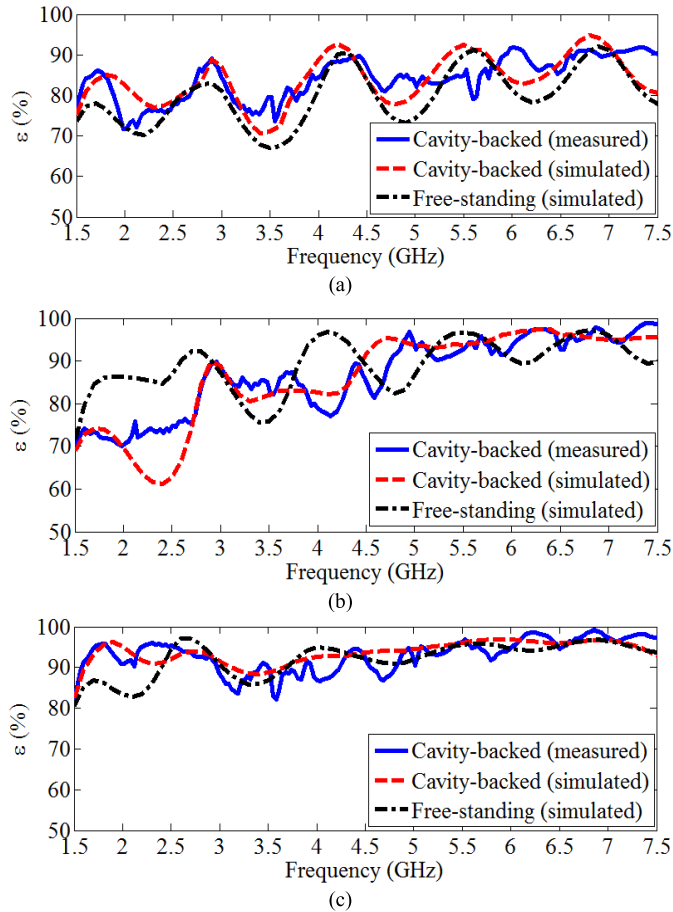 100
90
80
70
60
50
ε (%)
Cavity-backed (measured)
Cavity-backed (simulated)
Free-standing (simulated)
1.5 2 2.5 3 3.5 4 4.5 5 5.5 6 6.5 7 7.5
Frequency (GHz)
(a)
100
90
80
70
60
50
ε (%)
Cavity-backed (measured)
Cavity-backed (simulated)
Free-standing (simulated)
1.5 2 2.5 3 3.5 4 4.5 5 5.5 6 6.5 7 7.5
Frequency (GHz)
(b)
100
90
80
70
60
50
ε (%)
Cavity-backed (measured)
Cavity-backed (simulated)
Free-standing (simulated)
1.5 2 2.5 3 3.5 4 4.5 5 5.5 6 6.5 7 7.5
Frequency (GHz)
(c)